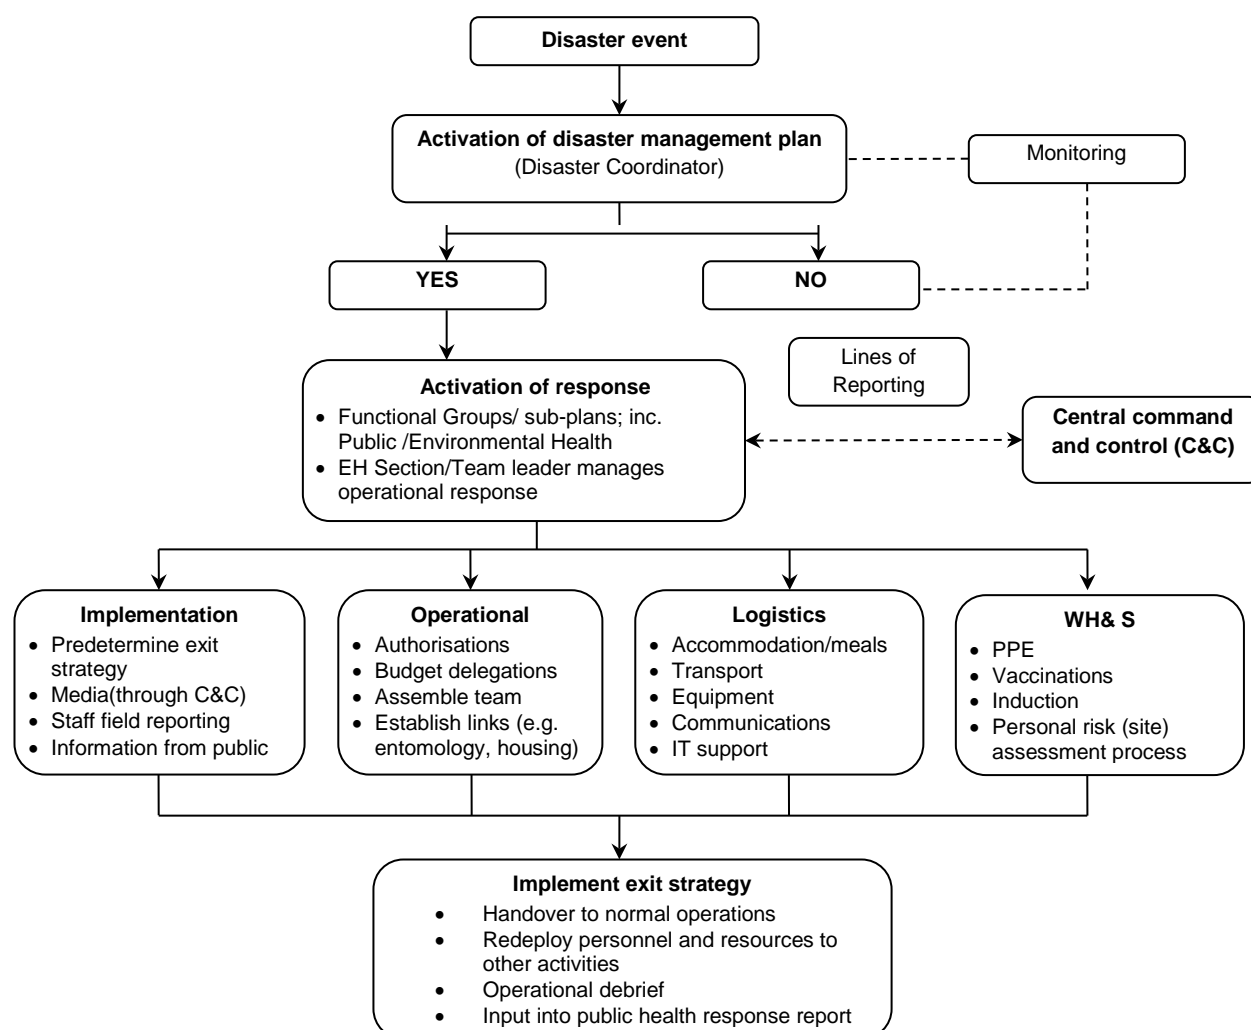 Disaster event
Activation of disaster management plan
(Disaster Coordinator)
Monitoring
YES
NO
Lines of
Reporting
Activation of response
• Functional Groups/ sub-plans; inc.
Public /Environmental Health
• EH Section/Team leader manages
operational response
Central command
and control (C&C)
Implementation
• Predetermine exit
strategy
• Media(through C&C)
• Staff field reporting
• Information from public
Operational
• Authorisations
• Budget delegations
• Assemble team
• Establish links (e.g.
entomology, housing)
Logistics
• Accommodation/meals
• Transport
• Equipment
• Communications
• IT support
WH& S
• PPE
• Vaccinations
• Induction
• Personal risk (site)
assessment process
Implement exit strategy
• Handover to normal operations
• Redeploy personnel and resources to
other activities
• Operational debrief
• Input into public health response report